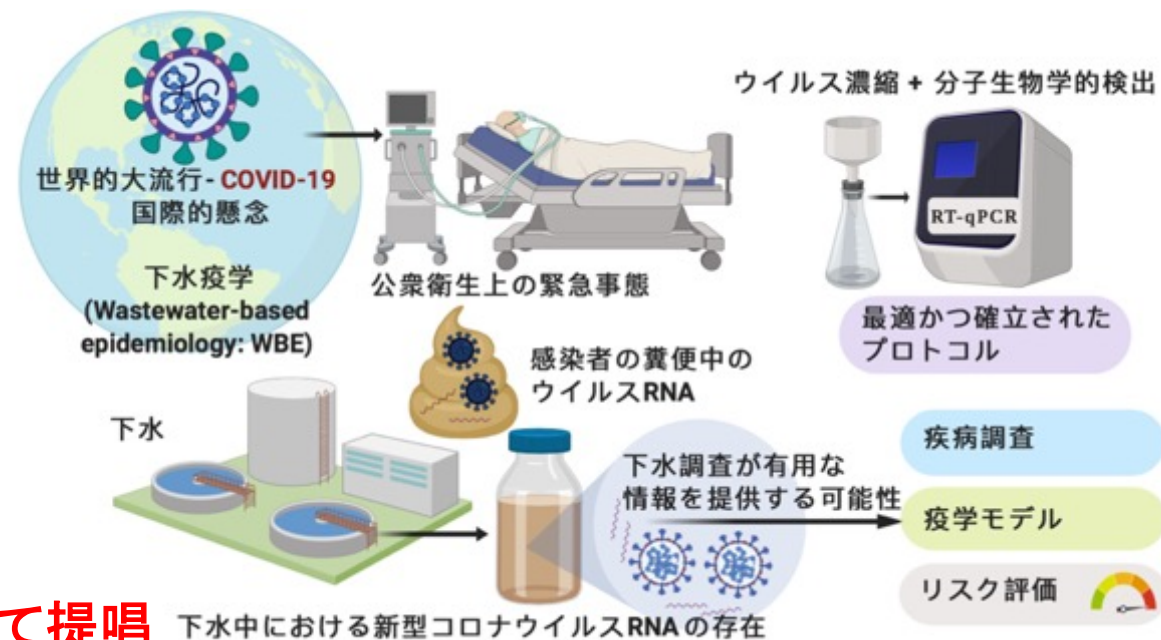 ウイルス濃縮 + 分子生物学的検出
世界的大流行- COVID-19
国際的懸念
RT-qPCR
下水疫学
(Wastewater-based
epidemiology: WBE)
公衆衛生上の緊急事態
最適かつ確立された
プロトコル
感染者の糞便中の
ウイルスRNA
下水
疾病調査
下水調査が有用な
情報を提供する可能性
疫学モデル
リスク評価
て提唱
下水中における新型コロナウイルスRNAの存在